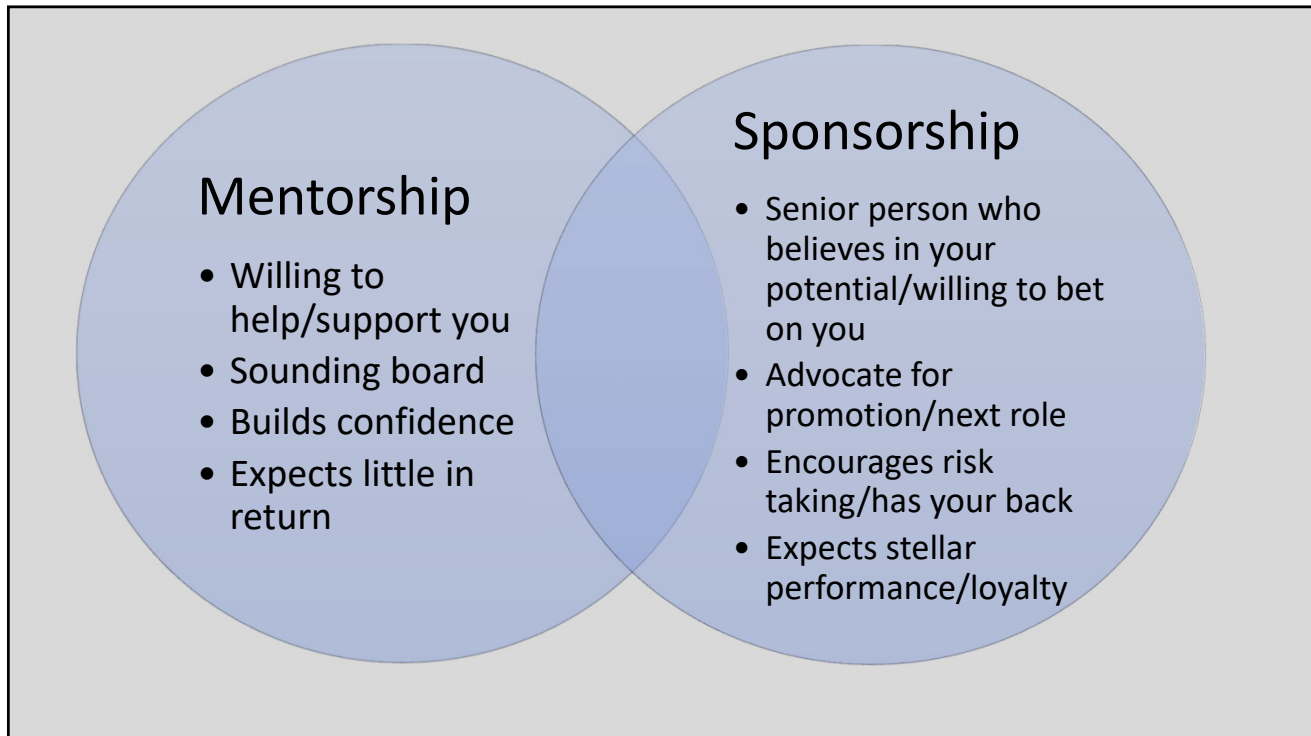 Mentorship
• Willing to
help/support you
• Sounding board
• Builds confidence
• Expects little in
return
Sponsorship
• Senior person who
believes in your
potential/willing to bet
on you
• Advocate for
promotion/next role
• Encourages risk
taking/has your back
• Expects stellar
performance/loyalty